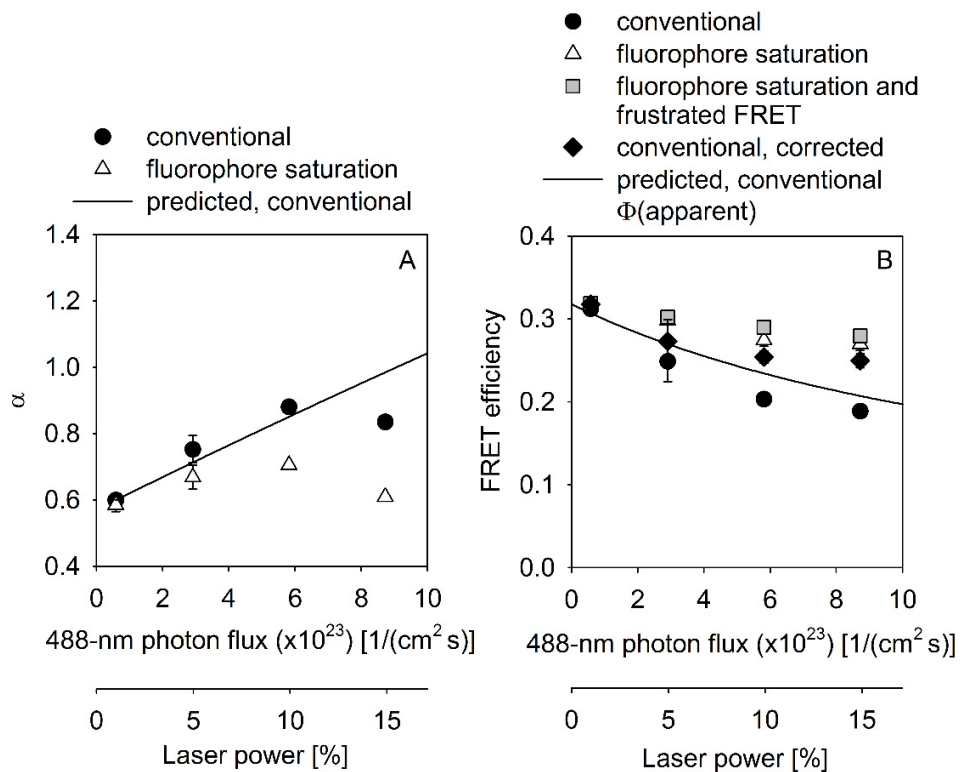 conventional
fluorophore saturation
predicted, conventional
A
1.4
1.2
1.0
0.8
0.6
0.4
α
0 2 4 6 8 10
488-nm photon flux (x10²³) [1/(cm² s)]
0 5 10 15
Laser power [%]
conventional
fluorophore saturation
fluorophore saturation and
frustrated FRET
conventional, corrected
predicted, conventional
Φ(apparent)
B
0.4
0.3
0.2
0.1
0.0
FRET efficiency
0 2 4 6 8 10
488-nm photon flux (x10²³) [1/(cm² s)]
0 5 10 15
Laser power [%]